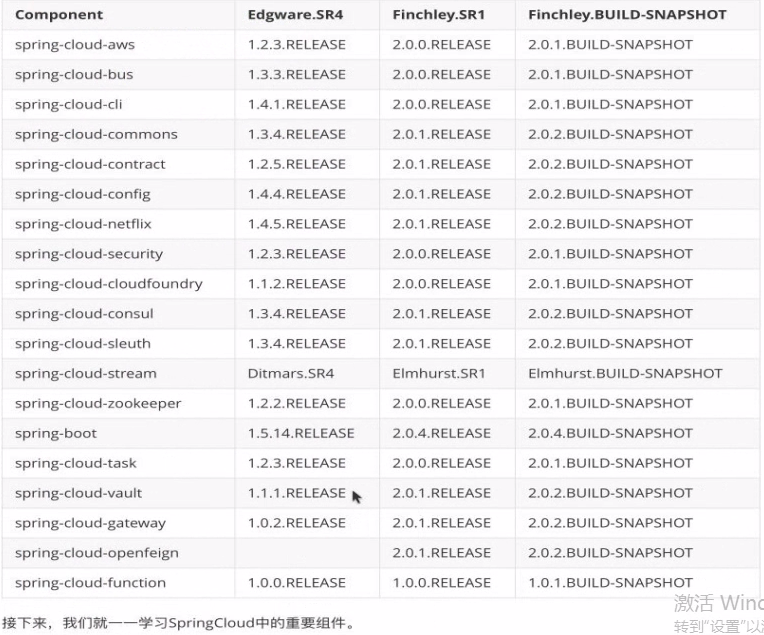 Component Edgware.SR4 Finchley.SR1 Finchley.BUILD-SNAPSHOT
spring-cloud-aws 1.2.3.RELEASE 2.0.0.RELEASE 2.0.1.BUILD-SNAPSHOT
spring-cloud-bus 1.3.3.RELEASE 2.0.0.RELEASE 2.0.1.BUILD-SNAPSHOT
spring-cloud-cli 1.4.1.RELEASE 2.0.0.RELEASE 2.0.1.BUILD-SNAPSHOT
spring-cloud-commons 1.3.4.RELEASE 2.0.1.RELEASE 2.0.2.BUILD-SNAPSHOT
spring-cloud-contract 1.2.5.RELEASE 2.0.1.RELEASE 2.0.2.BUILD-SNAPSHOT
spring-cloud-config 1.4.4.RELEASE 2.0.1.RELEASE 2.0.2.BUILD-SNAPSHOT
spring-cloud-netflix 1.4.5.RELEASE 2.0.1.RELEASE 2.0.2.BUILD-SNAPSHOT
spring-cloud-security 1.2.3.RELEASE 2.0.0.RELEASE 2.0.1.BUILD-SNAPSHOT
spring-cloud-cloudfoundry 1.1.2.RELEASE 2.0.0.RELEASE 2.0.1.BUILD-SNAPSHOT
spring-cloud-consul 1.3.4.RELEASE 2.0.1.RELEASE 2.0.2.BUILD-SNAPSHOT
spring-cloud-sleuth 1.3.4.RELEASE 2.0.1.RELEASE 2.0.2.BUILD-SNAPSHOT
spring-cloud-stream Ditmars.SR4 Elmhurst.SR1 Elmhurst.BUILD-SNAPSHOT
spring-cloud-zookeeper 1.2.2.RELEASE 2.0.0.RELEASE 2.0.1.BUILD-SNAPSHOT
spring-boot 1.5.14.RELEASE 2.0.4.RELEASE 2.0.4.BUILD-SNAPSHOT
spring-cloud-task 1.2.3.RELEASE 2.0.0.RELEASE 2.0.1.BUILD-SNAPSHOT
spring-cloud-vault 1.1.1.RELEASE 2.0.1.RELEASE 2.0.2.BUILD-SNAPSHOT
spring-cloud-gateway 1.0.2.RELEASE 2.0.1.RELEASE 2.0.2.BUILD-SNAPSHOT
spring-cloud-openfeign 2.0.1.RELEASE 2.0.2.BUILD-SNAPSHOT
spring-cloud-function 1.0.0.RELEASE 1.0.0.RELEASE 1.0.1.BUILD-SNAPSHOT
激活 Wind
接下来，我们就一一学习SpringCloud中的重要组件。
转到"设置"以